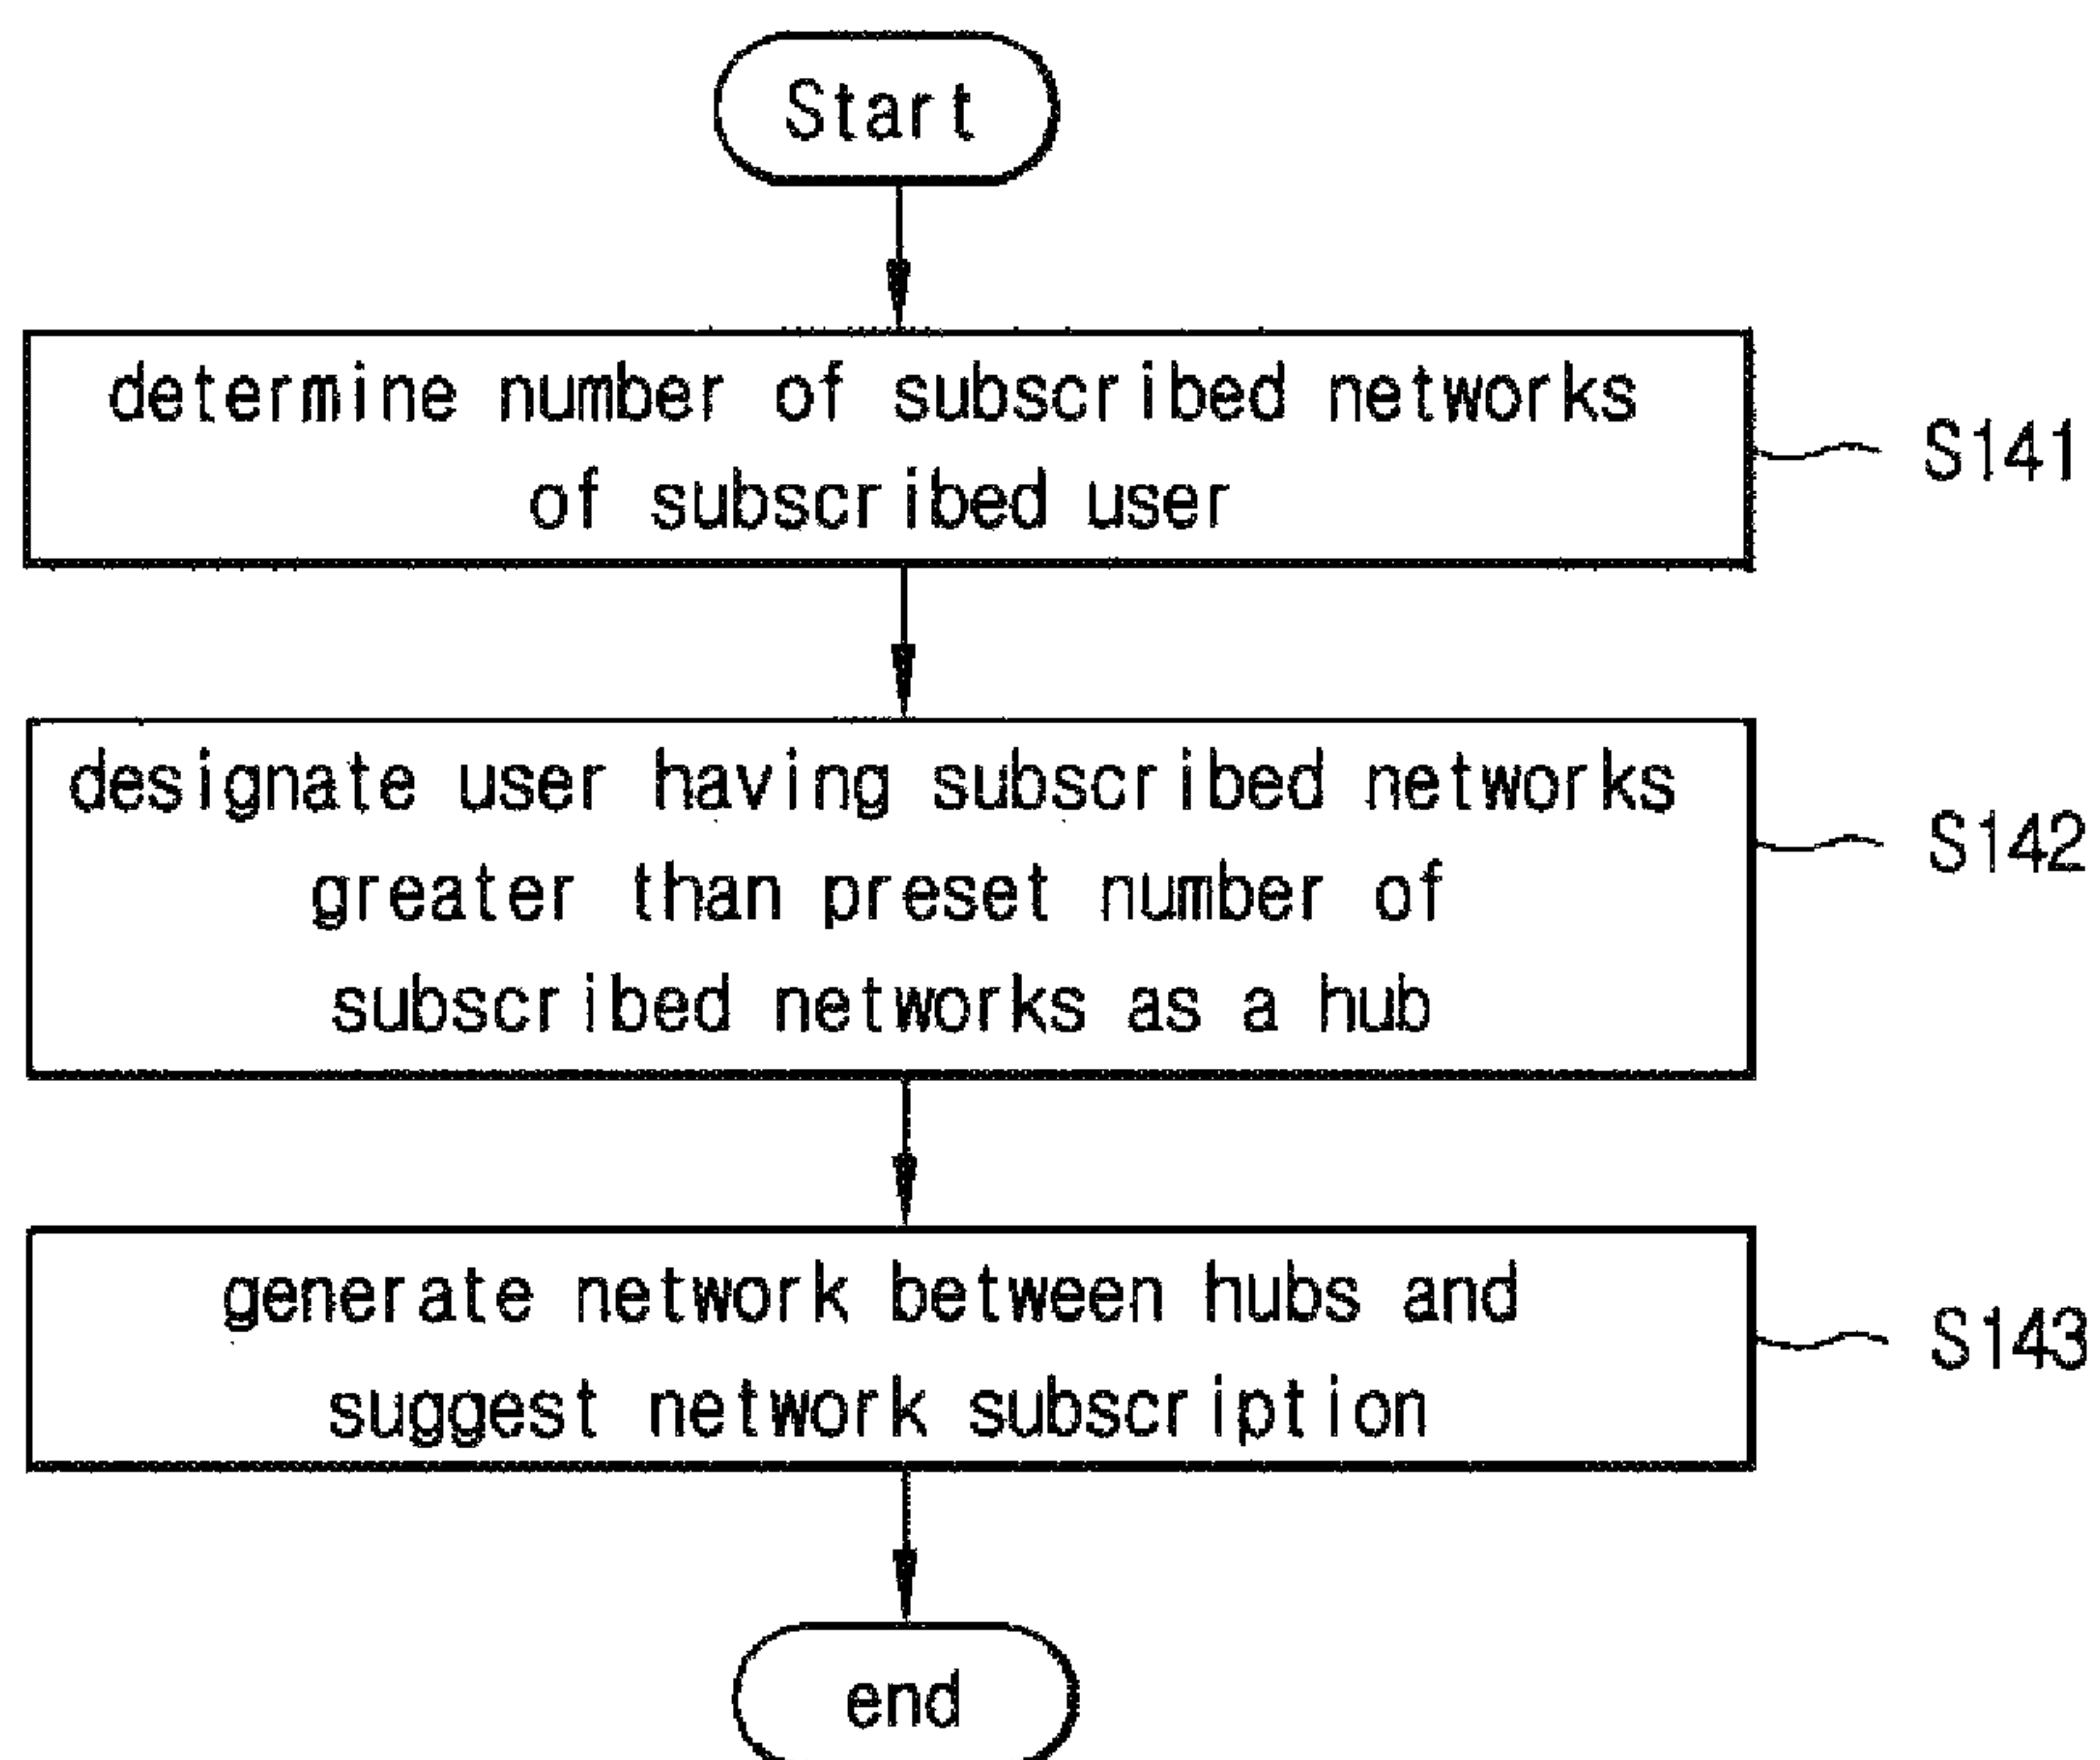 Start
determine number of subscribed networks
of subscribed user
S141
designate user having subscribed networks
greater than preset number of
subscribed networks as a hub
S142
generate network between hubs and
suggest network subscription
S143
end